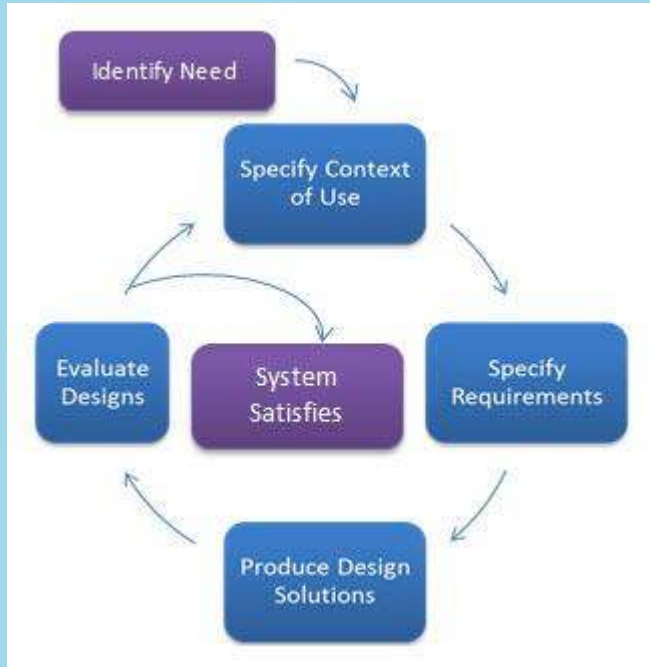 Identify Need
Specify Context
of Use
Specify
Requirements
Produce Design
Solutions
Evaluate
Designs
System
Satisfies